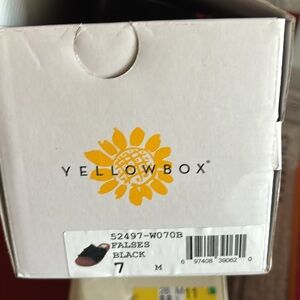 YELLOWBOX®
52497-W070B
FALSES
BLACK
7 M
6 97408 39062 0